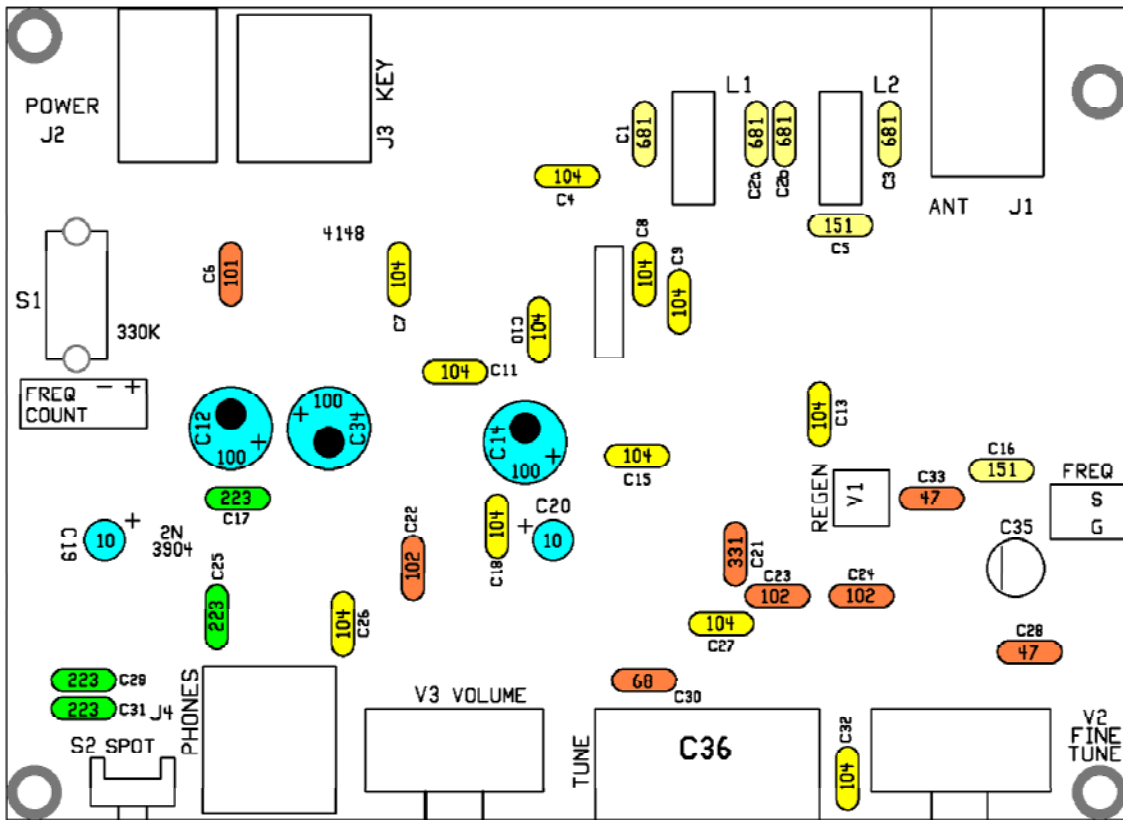 POWER
J2
J3 KEY
L1
L2
C1
681
681
C2a
681
C2b
681
C3
104
C4
ANT J1
151
C5
4148
C6
101
104
C7
C8
104
C9
104
S1
330K
104
C10
104
C11
FREQ
COUNT
- +
C12
100
+
100
+
C34
C14
100
+
104
C13
104
C15
C16
151
REGEN
V1
C33
47
FREQ
S
G
223
C17
C19
10
+
2N
3904
C22
102
104
C18
C20
+
10
331
C21
C35
C25
223
C23
102
C24
102
104
C26
104
C27
C28
47
223
C29
223
C31
J4
PHONES
68
C30
S2 SPOT
V3 VOLUME
TUNE
C36
C32
104
V2
FINE
TUNE